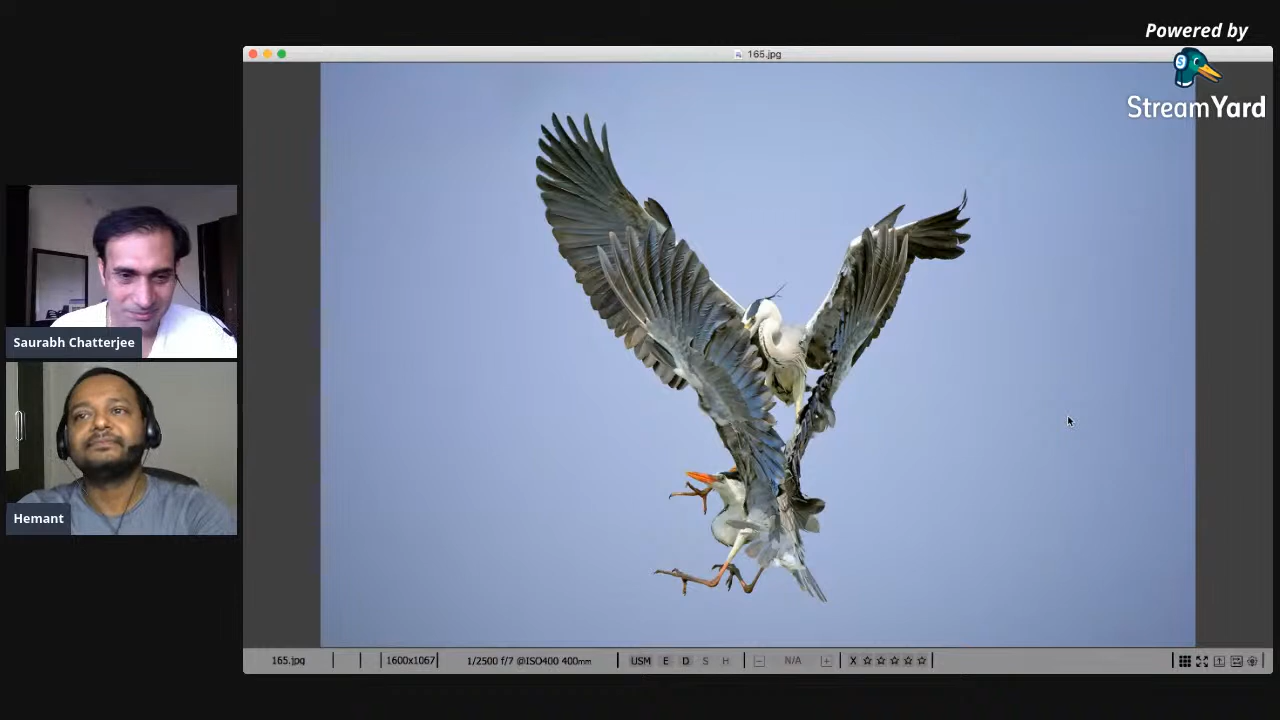 Powered by
StreamYard
165.jpg
Saurabh Chatterjee
Hemant
165.jpg 1600x1067 1/2500 f/7 @ISO400 400mm USM E D S H N/A X